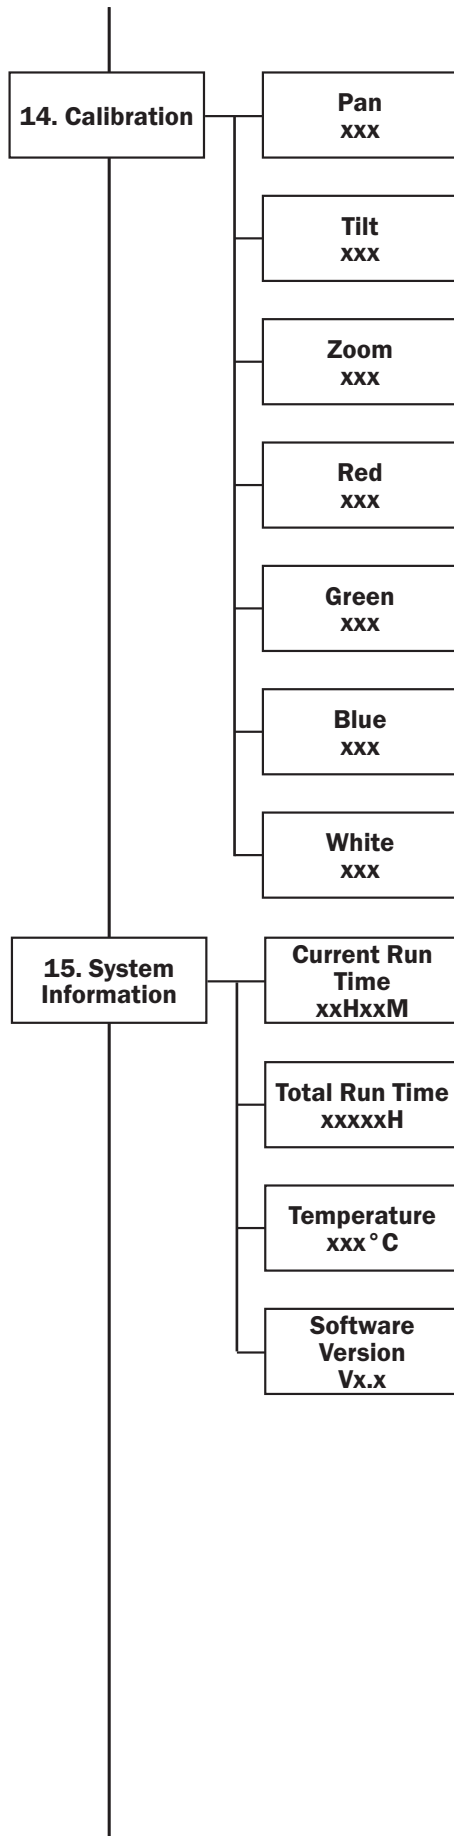 14. Calibration
Pan
xxx
Tilt
xxx
Zoom
xxx
Red
xxx
Green
xxx
Blue
xxx
White
xxx
15. System
Information
Current Run
Time
xxHxxM
Total Run Time
xxxxxH
Temperature
xxx°C
Software
Version
Vx.x